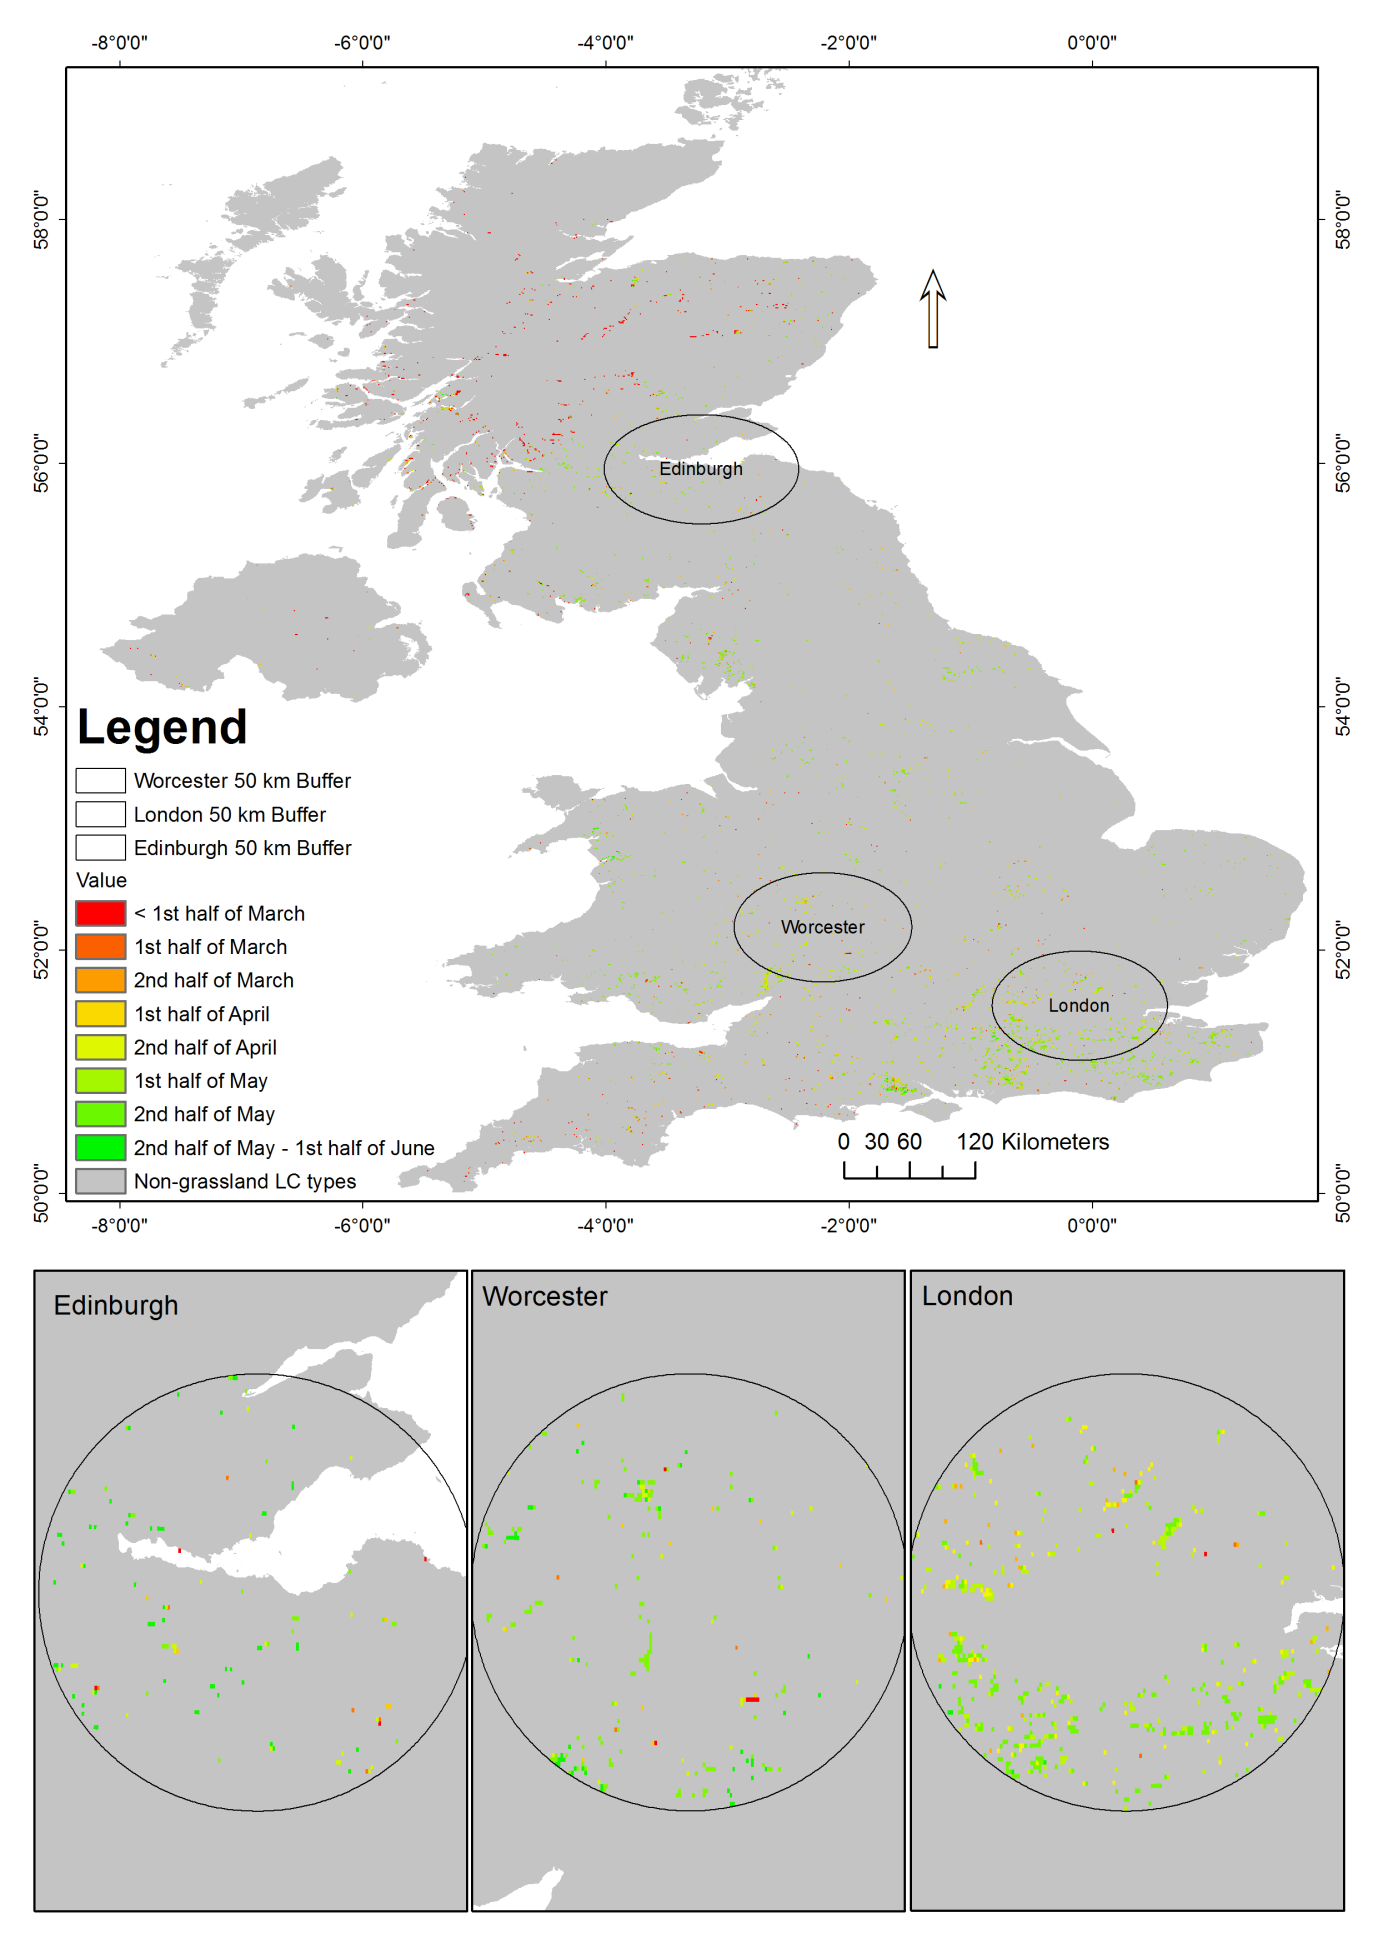 -8°0'0" -6°0'0" -4°0'0" -2°0'0" 0°0'0"
58°0'0" 58°0'0"
56°0'0" 56°0'0"
Edinburgh
54°0'0" 54°0'0"
Legend
Worcester 50 km Buffer
London 50 km Buffer
Edinburgh 50 km Buffer
Value
< 1st half of March
1st half of March
2nd half of March
1st half of April
2nd half of April
1st half of May
2nd half of May
2nd half of May - 1st half of June
Non-grassland LC types
Worcester
52°0'0" 52°0'0"
London
0 30 60 120 Kilometers
50°0'0" 50°0'0"
-8°0'0" -6°0'0" -4°0'0" -2°0'0" 0°0'0"
Edinburgh
Worcester
London